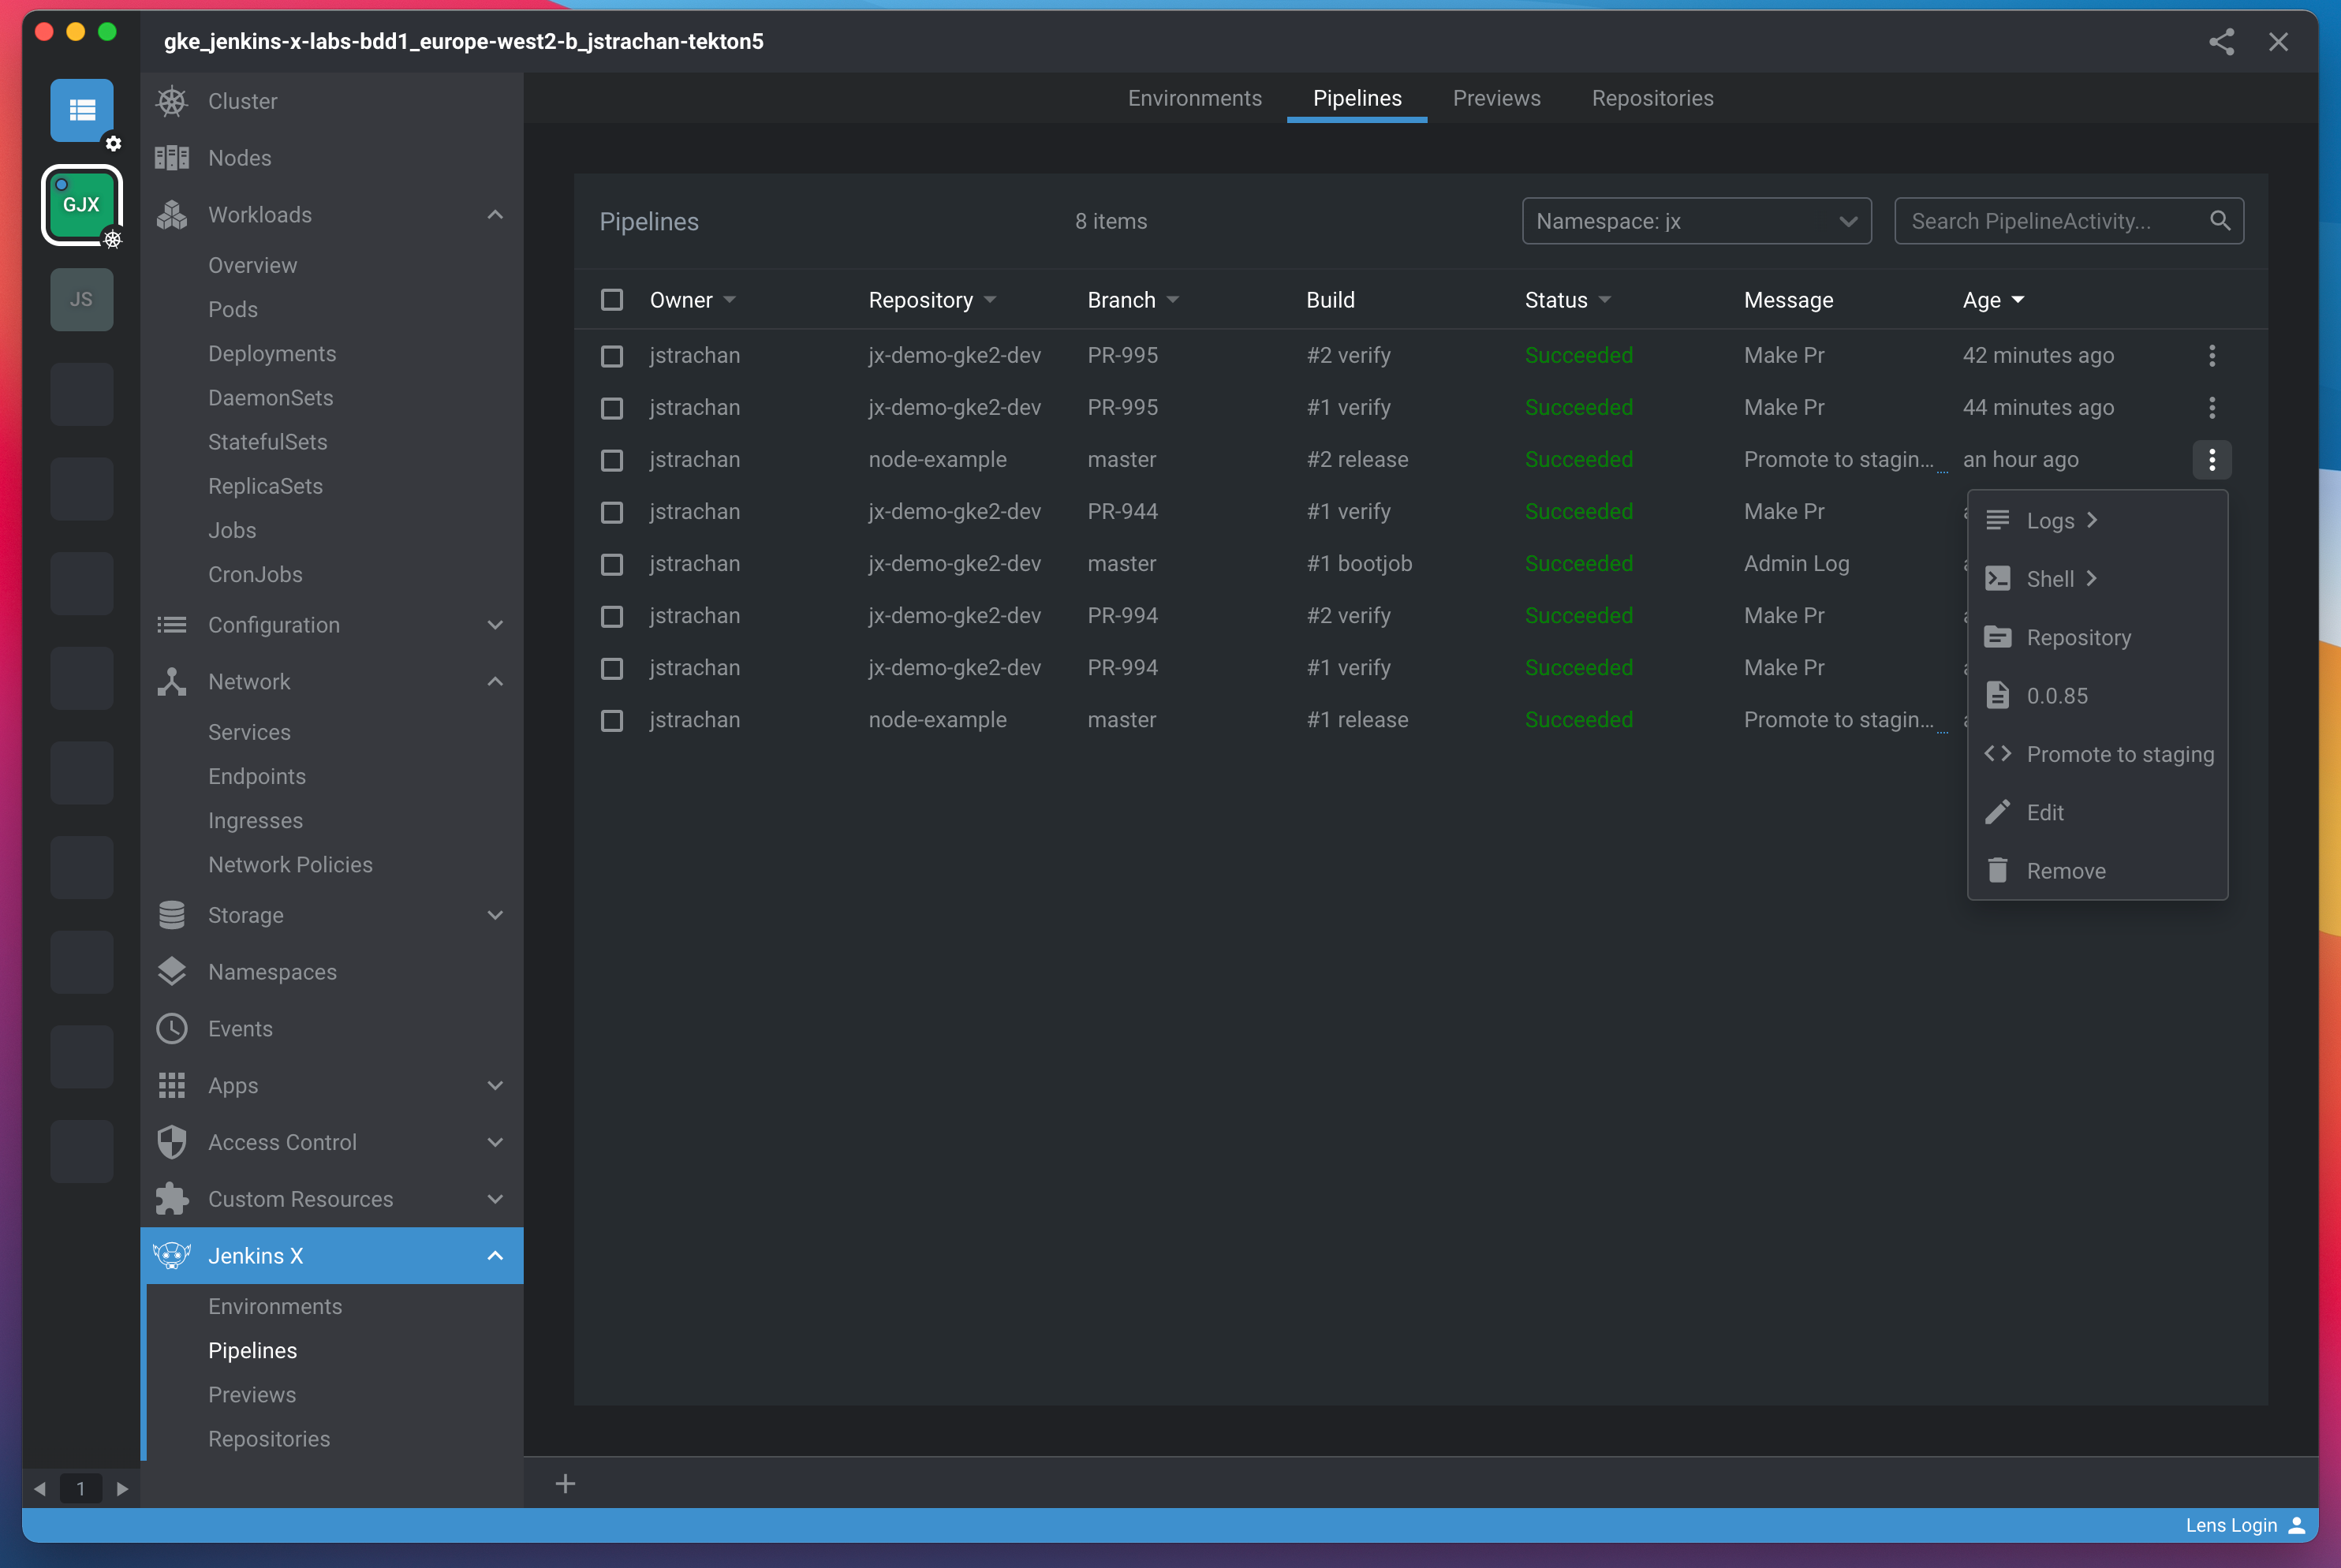 gke_jenkins-x-labs-bdd1_europe-west2-b_jstrachan-tekton5
GJX
JS
1
Cluster
Nodes
Workloads
Overview
Pods
Deployments
DaemonSets
StatefulSets
ReplicaSets
Jobs
CronJobs
Configuration
Network
Services
Endpoints
Ingresses
Network Policies
Storage
Namespaces
Events
Apps
Access Control
Custom Resources
Jenkins X
Environments
Pipelines
Previews
Repositories
Environments Pipelines Previews Repositories
Pipelines 8 items Namespace: jx Search PipelineActivity...
Owner Repository Branch Build Status Message Age
jstrachan jx-demo-gke2-dev PR-995 #2 verify Succeeded Make Pr 42 minutes ago
jstrachan jx-demo-gke2-dev PR-995 #1 verify Succeeded Make Pr 44 minutes ago
jstrachan node-example master #2 release Succeeded Promote to stagin... an hour ago
jstrachan jx-demo-gke2-dev PR-944 #1 verify Succeeded Make Pr
jstrachan jx-demo-gke2-dev master #1 bootjob Succeeded Admin Log
jstrachan jx-demo-gke2-dev PR-994 #2 verify Succeeded Make Pr
jstrachan jx-demo-gke2-dev PR-994 #1 verify Succeeded Make Pr
jstrachan node-example master #1 release Succeeded Promote to stagin...
Logs
Shell
Repository
0.0.85
Promote to staging
Edit
Remove
Lens Login